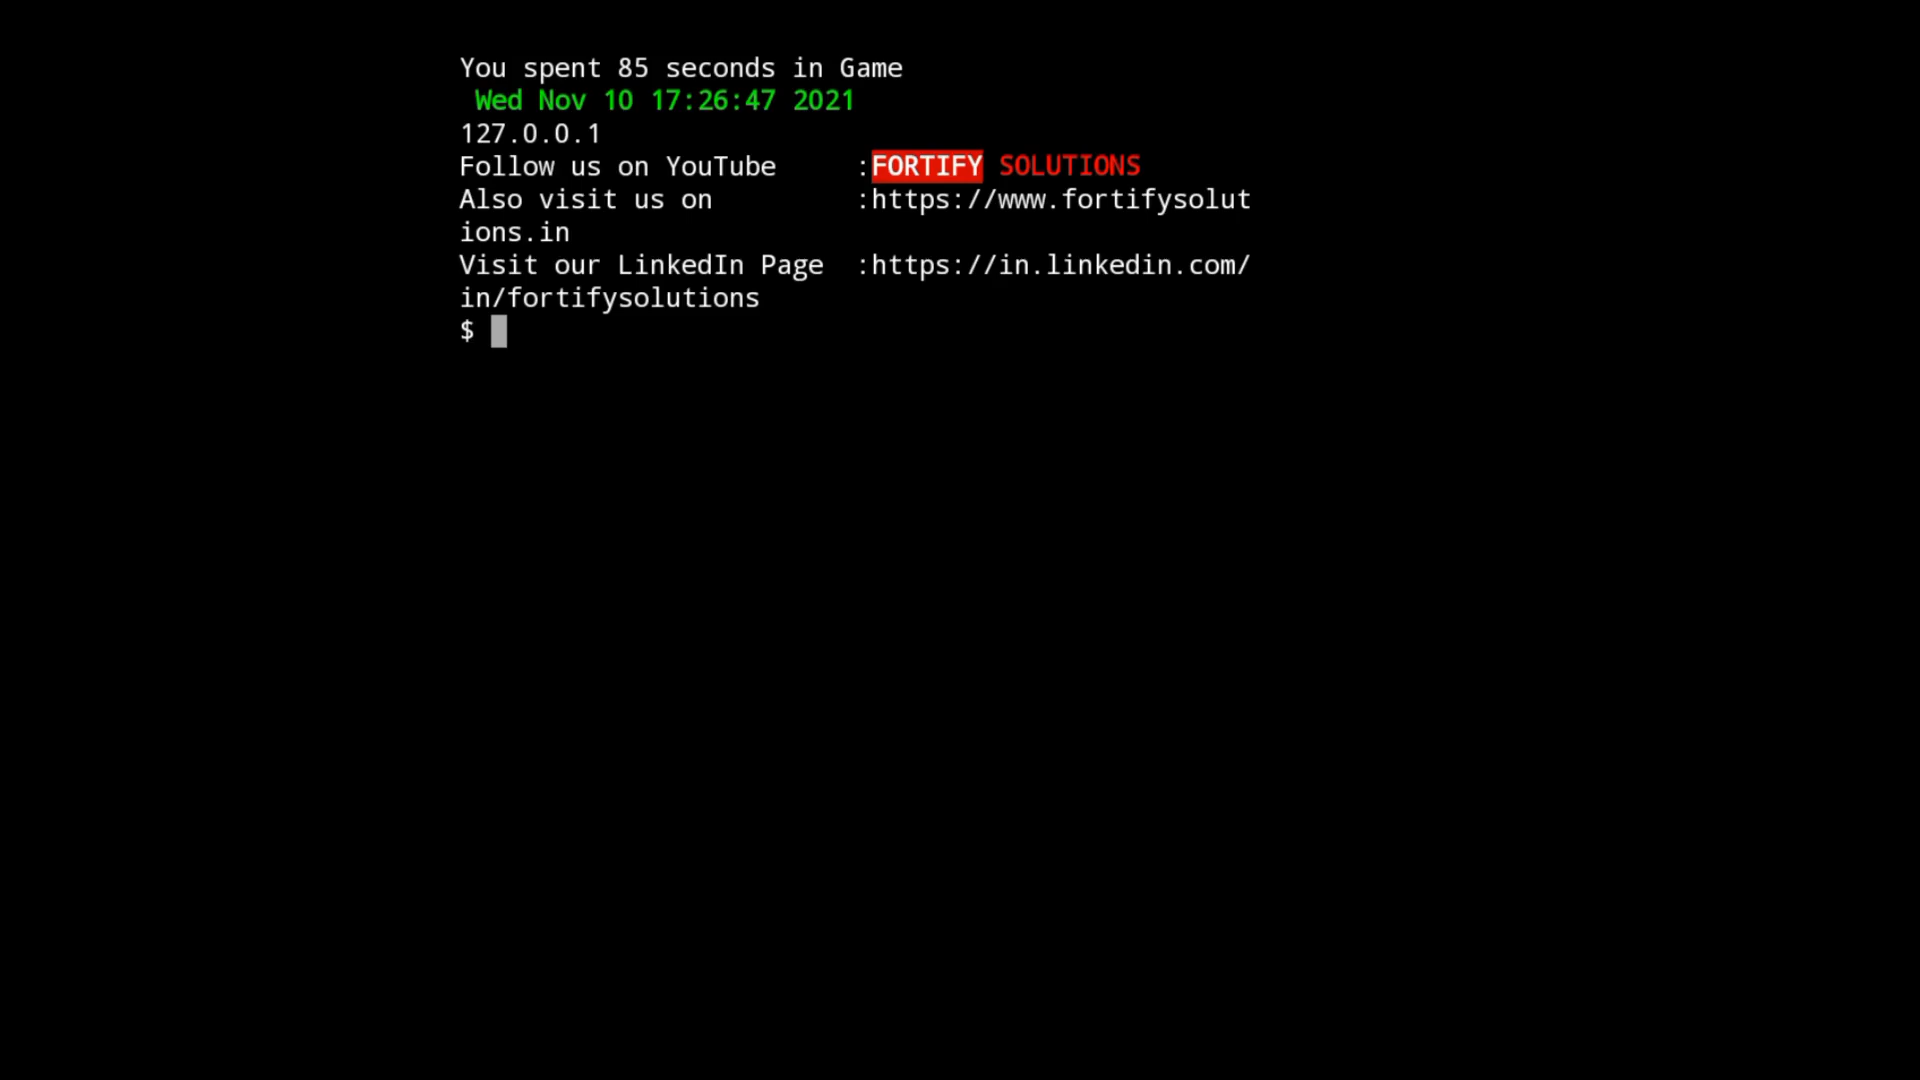 You spent 85 seconds in Game
Wed Nov 10 17:26:47 2021
127.0.0.1
Follow us on YouTube     :FORTIFY SOLUTIONS
Also visit us on         :https://www.fortifysolut
ions.in
Visit our LinkedIn Page  :https://in.linkedin.com/
in/fortifysolutions
$